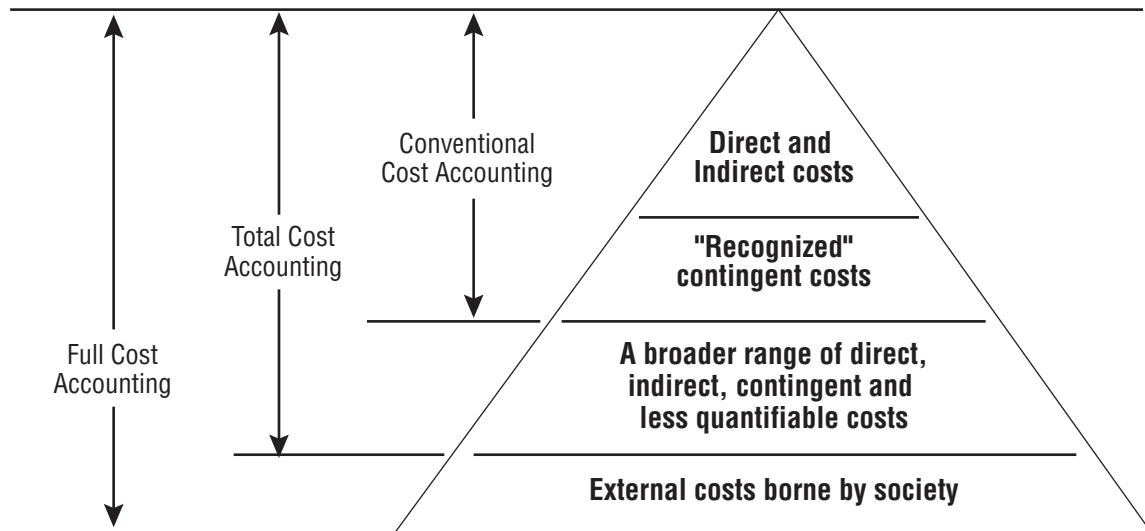 Conventional
Cost Accounting
Total Cost
Accounting
Full Cost
Accounting
Direct and
Indirect costs
"Recognized"
contingent costs
A broader range of direct,
indirect, contingent and
less quantifiable costs
External costs borne by society